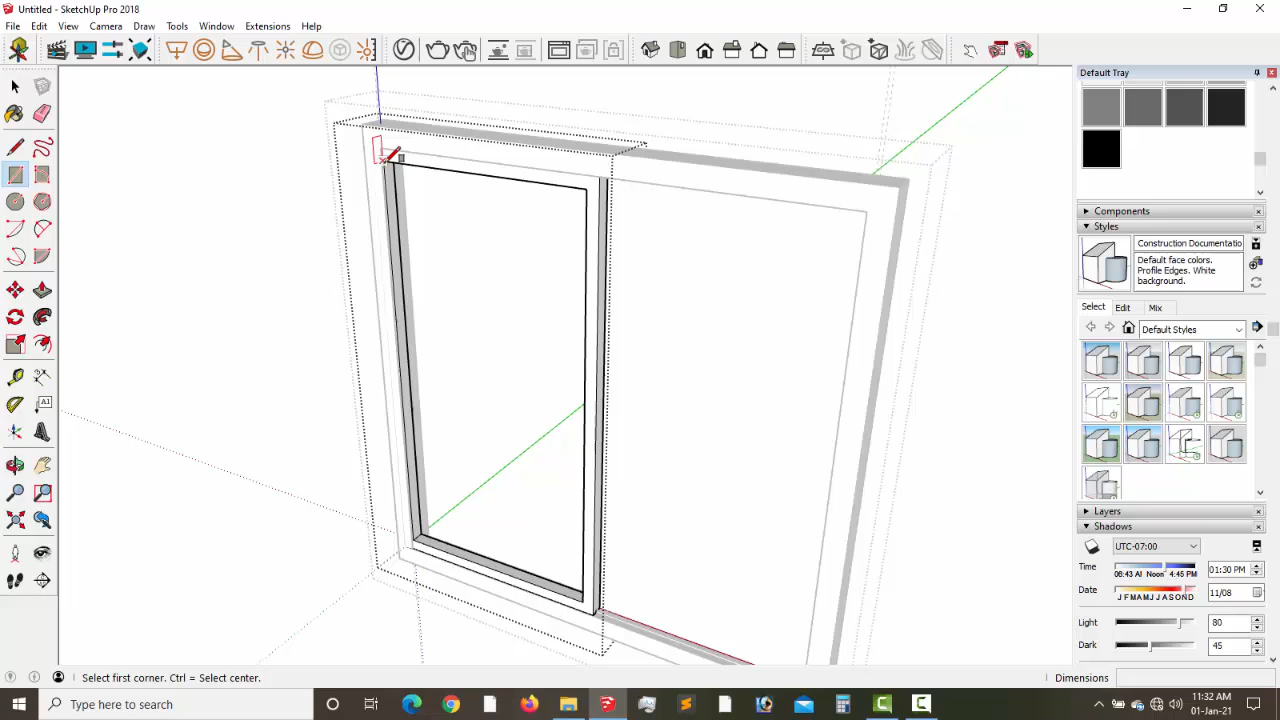 Untitled - SketchUp Pro 2018
File Edit View Camera Draw Tools Window Extensions Help
Default Tray
Components
Styles
Construction Documentatio
Default face colors.
Profile Edges. White
background.
Select Edit Mix
Default Styles
Layers
Shadows
UTC-07:00
Time
06:43 AM Noon 4:45 PM
01:30 PM
Date
J F M A M J J A S O N D
11/08
Light
80
Dark
45
Select first corner. Ctrl = Select center.
Dimensions
Type here to search
11:32 AM
01-Jan-21